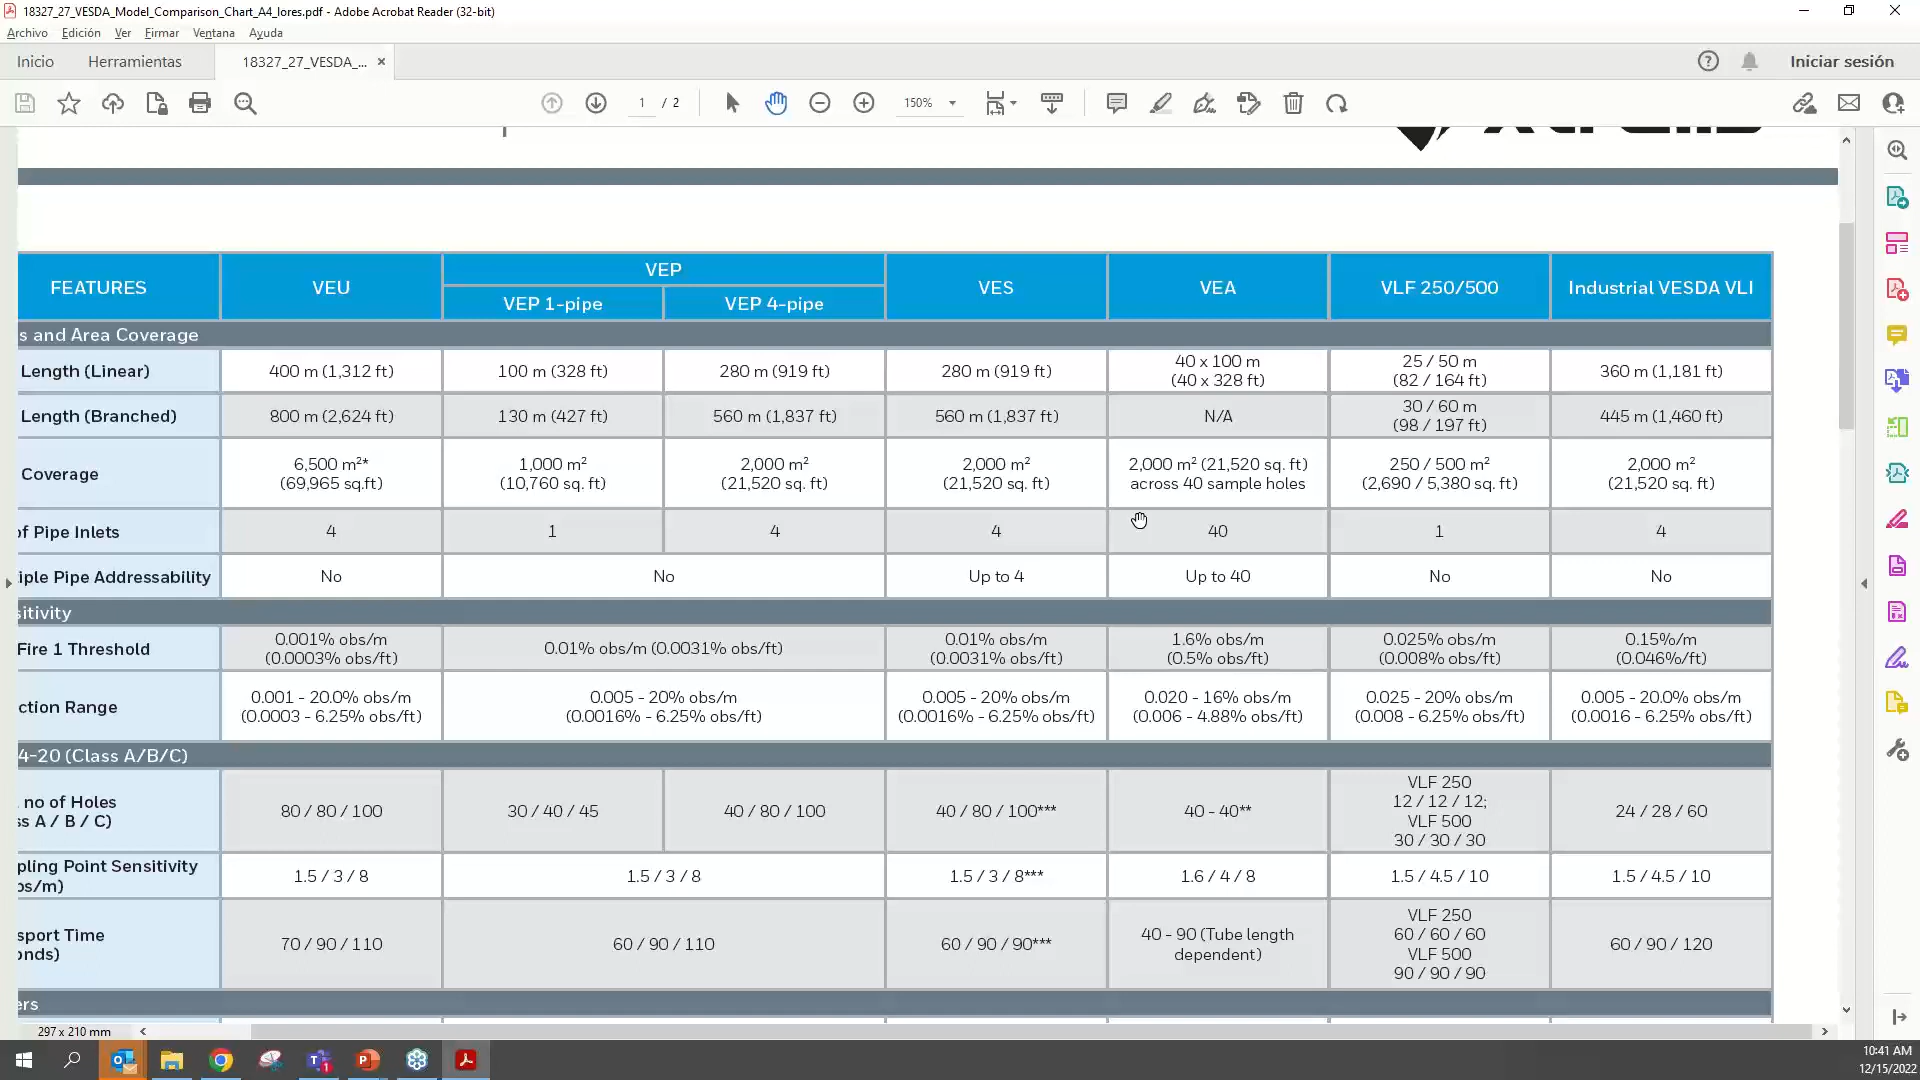 18327_27_VESDA_Model_Comparison_Chart_A4_lores.pdf - Adobe Acrobat Reader (32-bit)
Archivo Edición Ver Firmar Ventana Ayuda
Inicio Herramientas 18327_27_VESDA_... × Iniciar sesión
1 / 2 150%
FEATURES VEU VEP VES VEA VLF 250/500 Industrial VESDA VLI
VEP 1-pipe VEP 4-pipe
s and Area Coverage
Length (Linear) 400 m (1,312 ft) 100 m (328 ft) 280 m (919 ft) 280 m (919 ft) 40 x 100 m 25 / 50 m 360 m (1,181 ft)
(40 x 328 ft) (82 / 164 ft)
Length (Branched) 800 m (2,624 ft) 130 m (427 ft) 560 m (1,837 ft) 560 m (1,837 ft) N/A 30 / 60 m 445 m (1,460 ft)
(98 / 197 ft)
Coverage 6,500 m²* 1,000 m² 2,000 m² 2,000 m² 2,000 m² (21,520 sq. ft) 250 / 500 m² 2,000 m²
(69,965 sq.ft) (10,760 sq. ft) (21,520 sq. ft) (21,520 sq. ft) across 40 sample holes (2,690 / 5,380 sq. ft) (21,520 sq. ft)
of Pipe Inlets 4 1 4 4 40 1 4
iple Pipe Addressability No No Up to 4 Up to 40 No No
sitivity
Fire 1 Threshold 0.001% obs/m 0.01% obs/m (0.0031% obs/ft) 0.01% obs/m 1.6% obs/m 0.025% obs/m 0.15%/m
(0.0003% obs/ft) (0.0031% obs/ft) (0.5% obs/ft) (0.008% obs/ft) (0.046%/ft)
ction Range 0.001 - 20.0% obs/m 0.005 - 20% obs/m 0.005 - 20% obs/m 0.020 - 16% obs/m 0.025 - 20% obs/m 0.005 - 20.0% obs/m
(0.0003 - 6.25% obs/ft) (0.0016% - 6.25% obs/ft) (0.0016% - 6.25% obs/ft) (0.006 - 4.88% obs/ft) (0.008 - 6.25% obs/ft) (0.0016 - 6.25% obs/ft)
4-20 (Class A/B/C)
no of Holes 80 / 80 / 100 30 / 40 / 45 40 / 80 / 100 40 / 80 / 100*** 40 - 40** VLF 250 24 / 28 / 60
ss A / B / C) 12 / 12 / 12;
VLF 500
30 / 30 / 30
pling Point Sensitivity 1.5 / 3 / 8 1.5 / 3 / 8 1.5 / 3 / 8*** 1.6 / 4 / 8 1.5 / 4.5 / 10 1.5 / 4.5 / 10
bs/m)
sport Time 70 / 90 / 110 60 / 90 / 110 60 / 90 / 90*** 40 - 90 (Tube length VLF 250 60 / 90 / 120
onds) dependent) 60 / 60 / 60
VLF 500
90 / 90 / 90
ers
297 x 210 mm
10:41 AM
12/15/2022